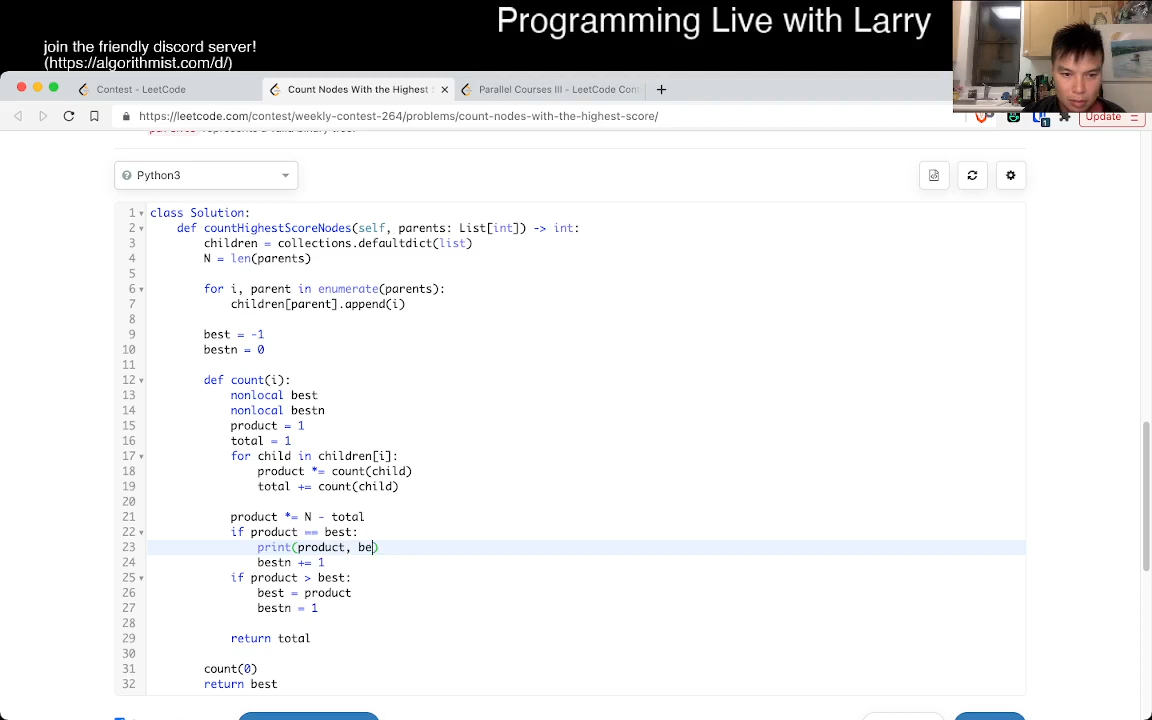 Programming Live with Larry
join the friendly discord server!
(https://algorithmist.com/d/)
Contest - LeetCode
Count Nodes With the Highest S
Parallel Courses III - LeetCode Con
https://leetcode.com/contest/weekly-contest-264/problems/count-nodes-with-the-highest-score/
Update
Python3
1 class Solution:
2 def countHighestScoreNodes(self, parents: List[int]) -> int:
3 children = collections.defaultdict(list)
4 N = len(parents)
5
6 for i, parent in enumerate(parents):
7 children[parent].append(i)
8
9 best = -1
10 bestn = 0
11
12 def count(i):
13 nonlocal best
14 nonlocal bestn
15 product = 1
16 total = 1
17 for child in children[i]:
18 product *= count(child)
19 total += count(child)
20
21 product *= N - total
22 if product == best:
23 print(product, be)
24 bestn += 1
25 if product > best:
26 best = product
27 bestn = 1
28
29 return total
30
31 count(0)
32 return best